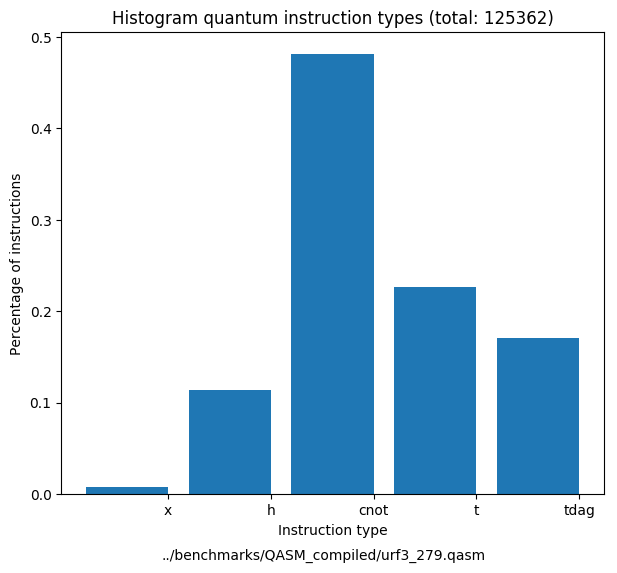 Histogram quantum instruction types (total: 125362)
Percentage of instructions
0.5
0.4
0.3
0.2
0.1
0.0
x h cnot t tdag
Instruction type
../benchmarks/QASM_compiled/urf3_279.qasm